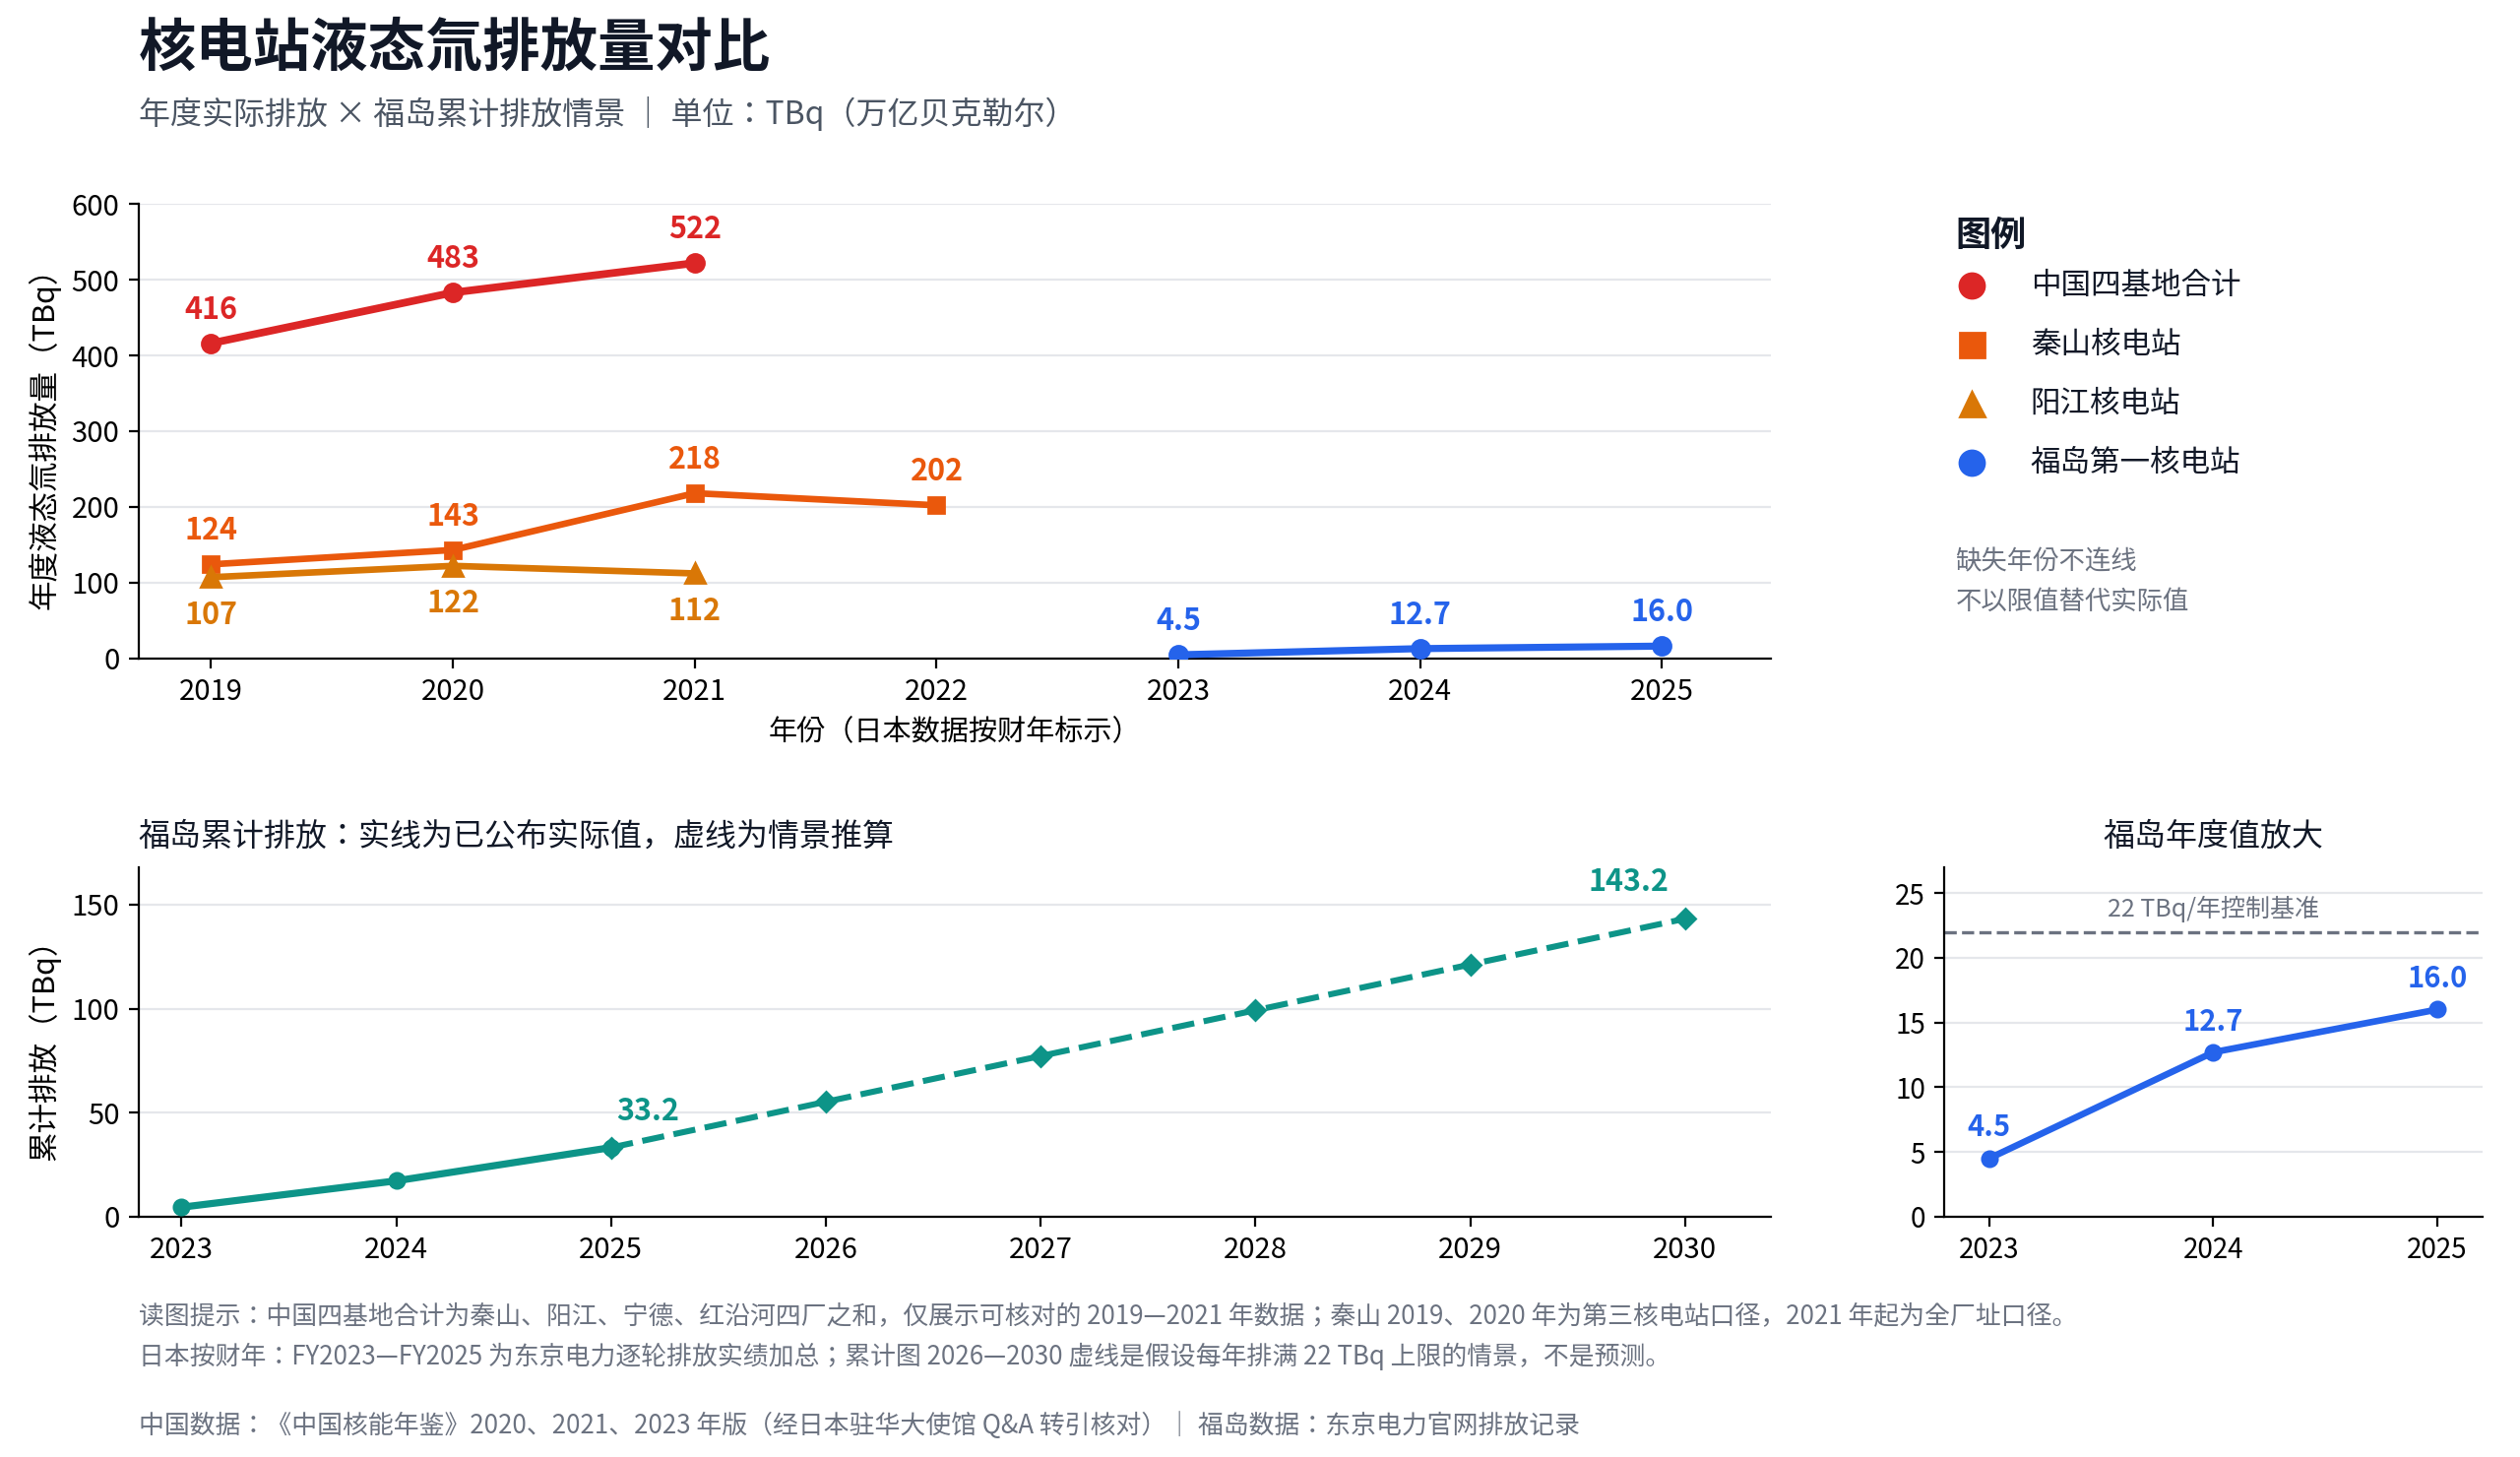 核电站液态氚排放量对比
年度实际排放 × 福岛累计排放情景 ｜ 单位：TBq（万亿贝克勒尔）
年度液态氚排放量（TBq）
600
500
400
300
200
100
0
416
483
522
124
143
218
202
107
122
112
4.5
12.7
16.0
2019
2020
2021
2022
2023
2024
2025
年份（日本数据按财年标示）
图例
中国四基地合计
秦山核电站
阳江核电站
福岛第一核电站
缺失年份不连线
不以限值替代实际值
福岛累计排放：实线为已公布实际值，虚线为情景推算
累计排放（TBq）
150
100
50
0
33.2
143.2
2023
2024
2025
2026
2027
2028
2029
2030
福岛年度值放大
25
20
15
10
5
0
22 TBq/年控制基准
4.5
12.7
16.0
2023
2024
2025
读图提示：中国四基地合计为秦山、阳江、宁德、红沿河四厂之和，仅展示可核对的 2019—2021 年数据；秦山 2019、2020 年为第三核电站口径，2021 年起为全厂址口径。
日本按财年：FY2023—FY2025 为东京电力逐轮排放实绩加总；累计图 2026—2030 虚线是假设每年排满 22 TBq 上限的情景，不是预测。
中国数据：《中国核能年鉴》2020、2021、2023 年版（经日本驻华大使馆 Q&A 转引核对）｜ 福岛数据：东京电力官网排放记录